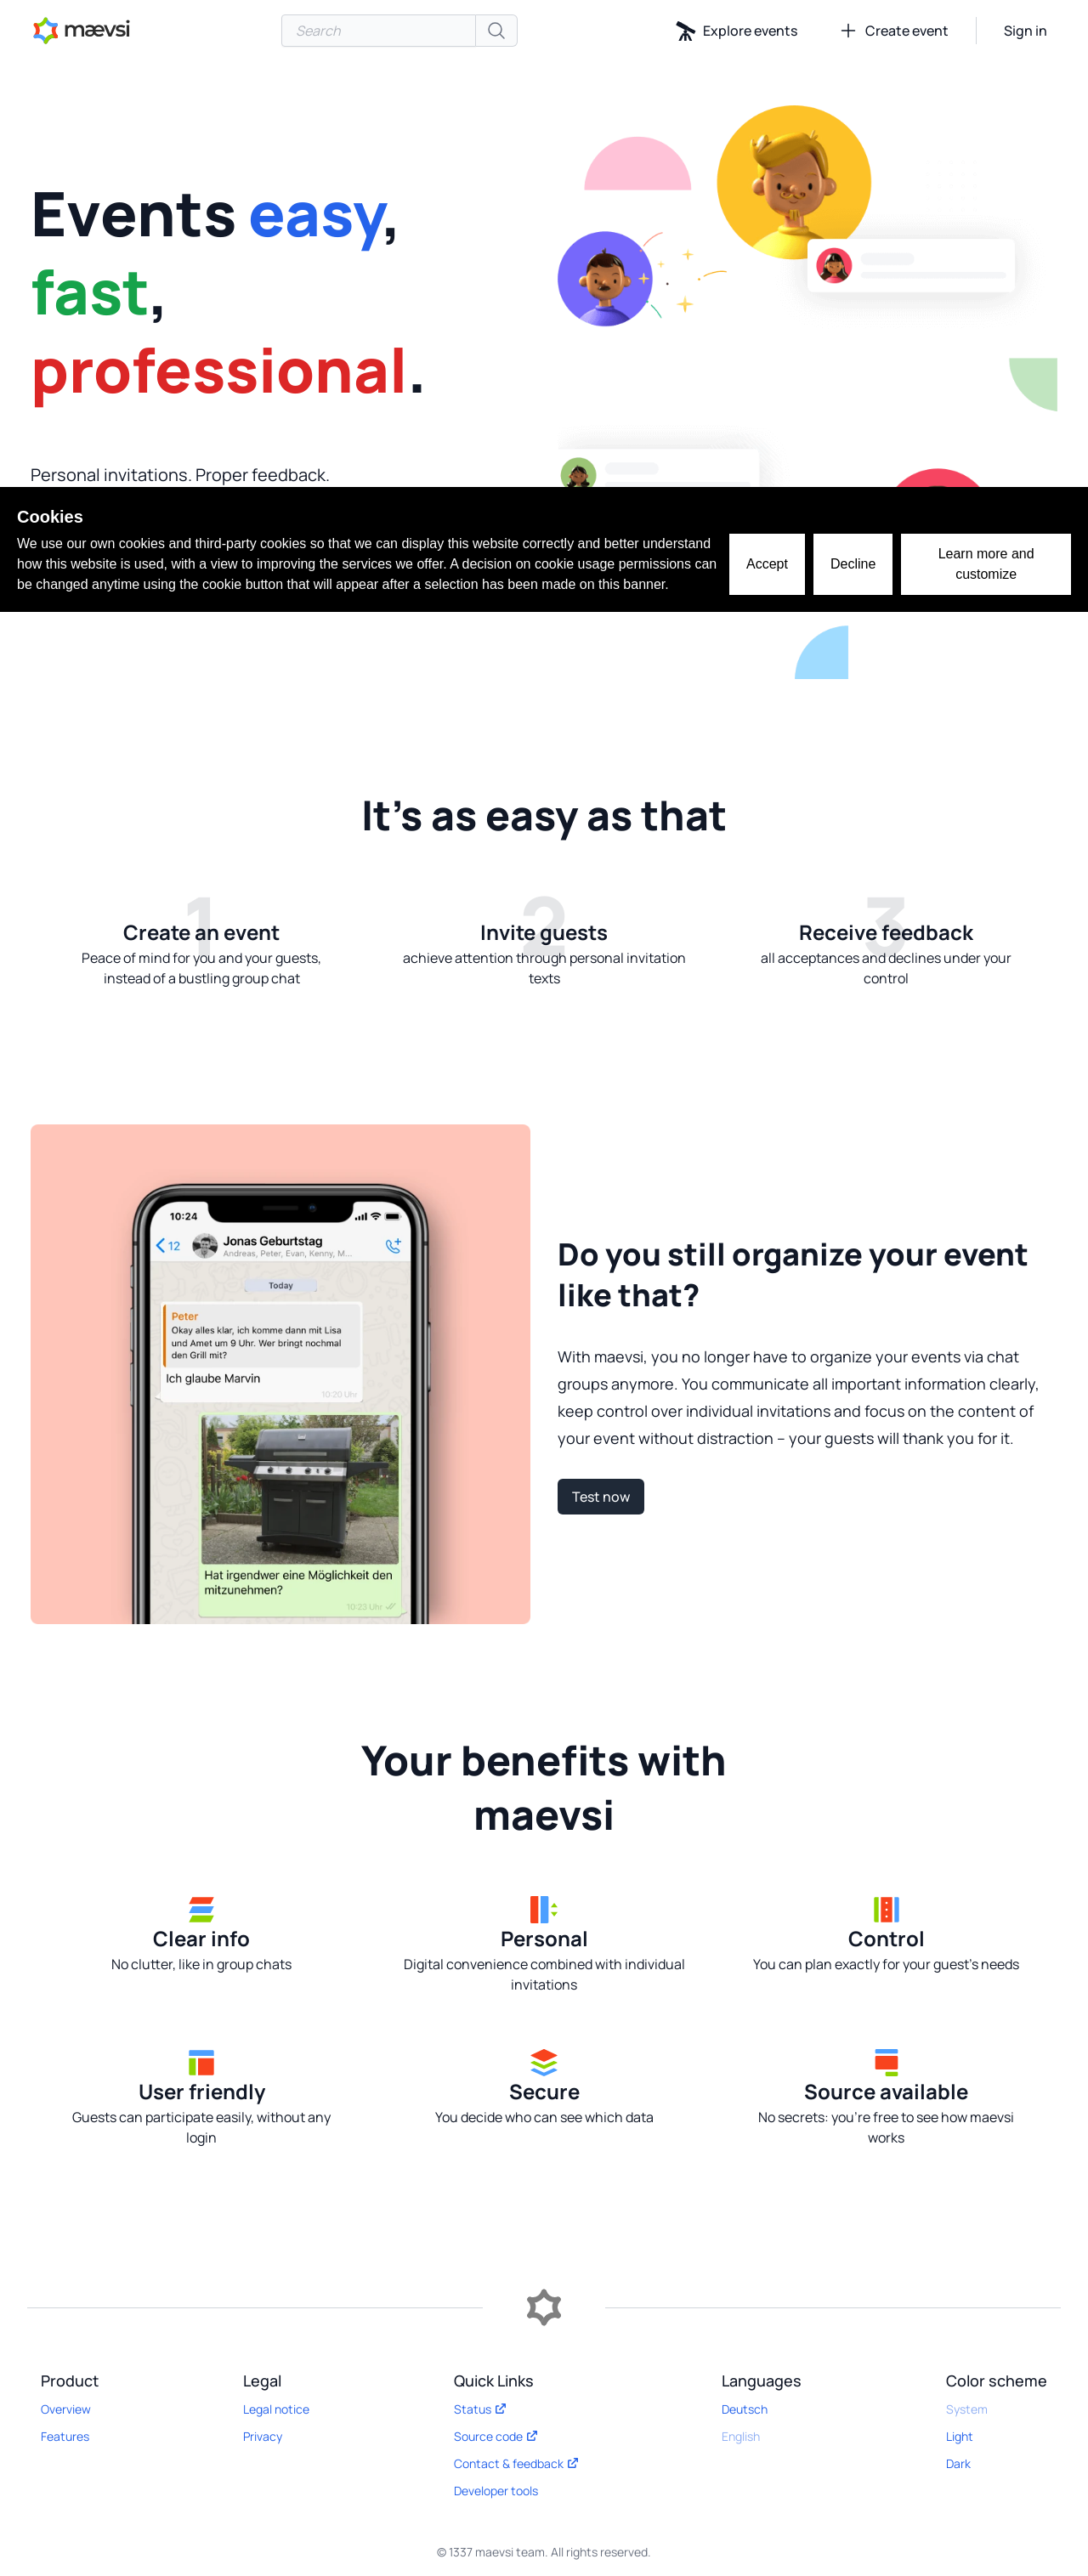 mævsi
Search
Explore events
Create event
Sign in
Events easy,
fast,
professional.
Personal invitations. Proper feedback.
Cookies
We use our own cookies and third-party cookies so that we can display this website correctly and better understand
how this website is used, with a view to improving the services we offer. A decision on cookie usage permissions can
be changed anytime using the cookie button that will appear after a selection has been made on this banner.
Accept
Decline
Learn more and
customize
It's as easy as that
1
Create an event
Peace of mind for you and your guests,
instead of a bustling group chat
2
Invite guests
achieve attention through personal invitation
texts
3
Receive feedback
all acceptances and declines under your
control
10:24
12
Jonas Geburtstag
Andreas, Peter, Evan, Kenny, M...
Today
Peter
Okay alles klar, ich komme dann mit Lisa
und Amet um 9 Uhr. Wer bringt nochmal
den Grill mit?
Ich glaube Marvin
10:20 Uhr
Hat irgendwer eine Möglichkeit den
mitzunehmen?
10:23 Uhr
Do you still organize your event
like that?
With maevsi, you no longer have to organize your events via chat
groups anymore. You communicate all important information clearly,
keep control over individual invitations and focus on the content of
your event without distraction – your guests will thank you for it.
Test now
Your benefits with
maevsi
Clear info
No clutter, like in group chats
Personal
Digital convenience combined with individual
invitations
Control
You can plan exactly for your guest's needs
User friendly
Guests can participate easily, without any
login
Secure
You decide who can see which data
Source available
No secrets: you're free to see how maevsi
works
Product
Overview
Features
Legal
Legal notice
Privacy
Quick Links
Status
Source code
Contact & feedback
Developer tools
Languages
Deutsch
English
Color scheme
System
Light
Dark
© 1337 maevsi team. All rights reserved.